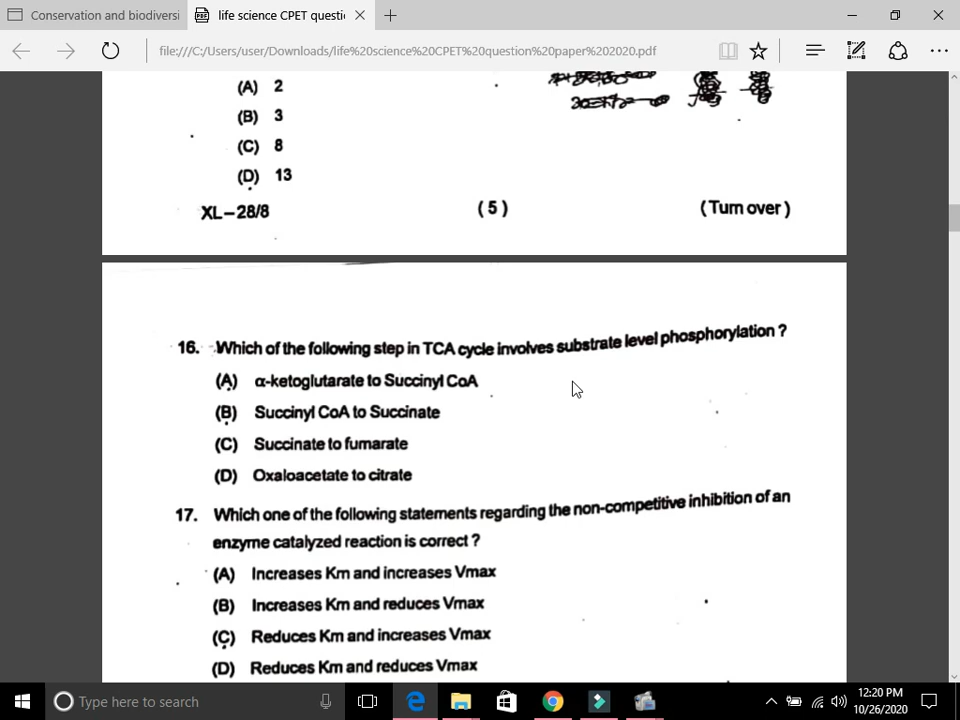 Conservation and biodiversi
life science CPET questi
file:///C:/Users/user/Downloads/life%20science%20CPET%20question%20paper%202020.pdf
(A) 2
(B) 3
(C) 8
(D) 13
XL–28/8 (5) (Turn over)
16. Which of the following step in TCA cycle involves substrate level phosphorylation ?
(A) α-ketoglutarate to Succinyl CoA
(B) Succinyl CoA to Succinate
(C) Succinate to fumarate
(D) Oxaloacetate to citrate
17. Which one of the following statements regarding the non-competitive inhibition of an
enzyme catalyzed reaction is correct ?
(A) Increases Km and increases Vmax
(B) Increases Km and reduces Vmax
(C) Reduces Km and increases Vmax
(D) Reduces Km and reduces Vmax
Type here to search
12:20 PM
10/26/2020